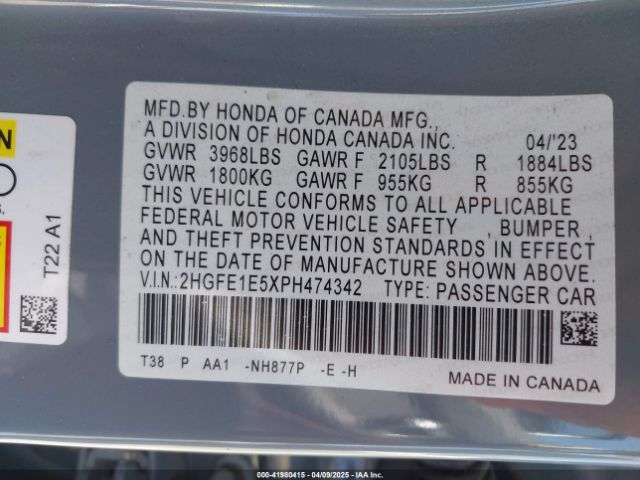 MFD.BY HONDA OF CANADA MFG.,
A DIVISION OF HONDA CANADA INC. 04/'23
GVWR 3968LBS GAWR F 2105LBS R 1884LBS
GVWR 1800KG GAWR F 955KG R 855KG
THIS VEHICLE CONFORMS TO ALL APPLICABLE
FEDERAL MOTOR VEHICLE SAFETY , BUMPER ,
AND THEFT PREVENTION STANDARDS IN EFFECT
ON THE DATE OF MANUFACTURE SHOWN ABOVE.
V.I.N.: 2HGFE1E5XPH474342 TYPE: PASSENGER CAR
T38 P AA1 -NH877P -E -H
MADE IN CANADA
T22 A1
Copart: 41980415 - 04/09/2025 - IAAI.COM